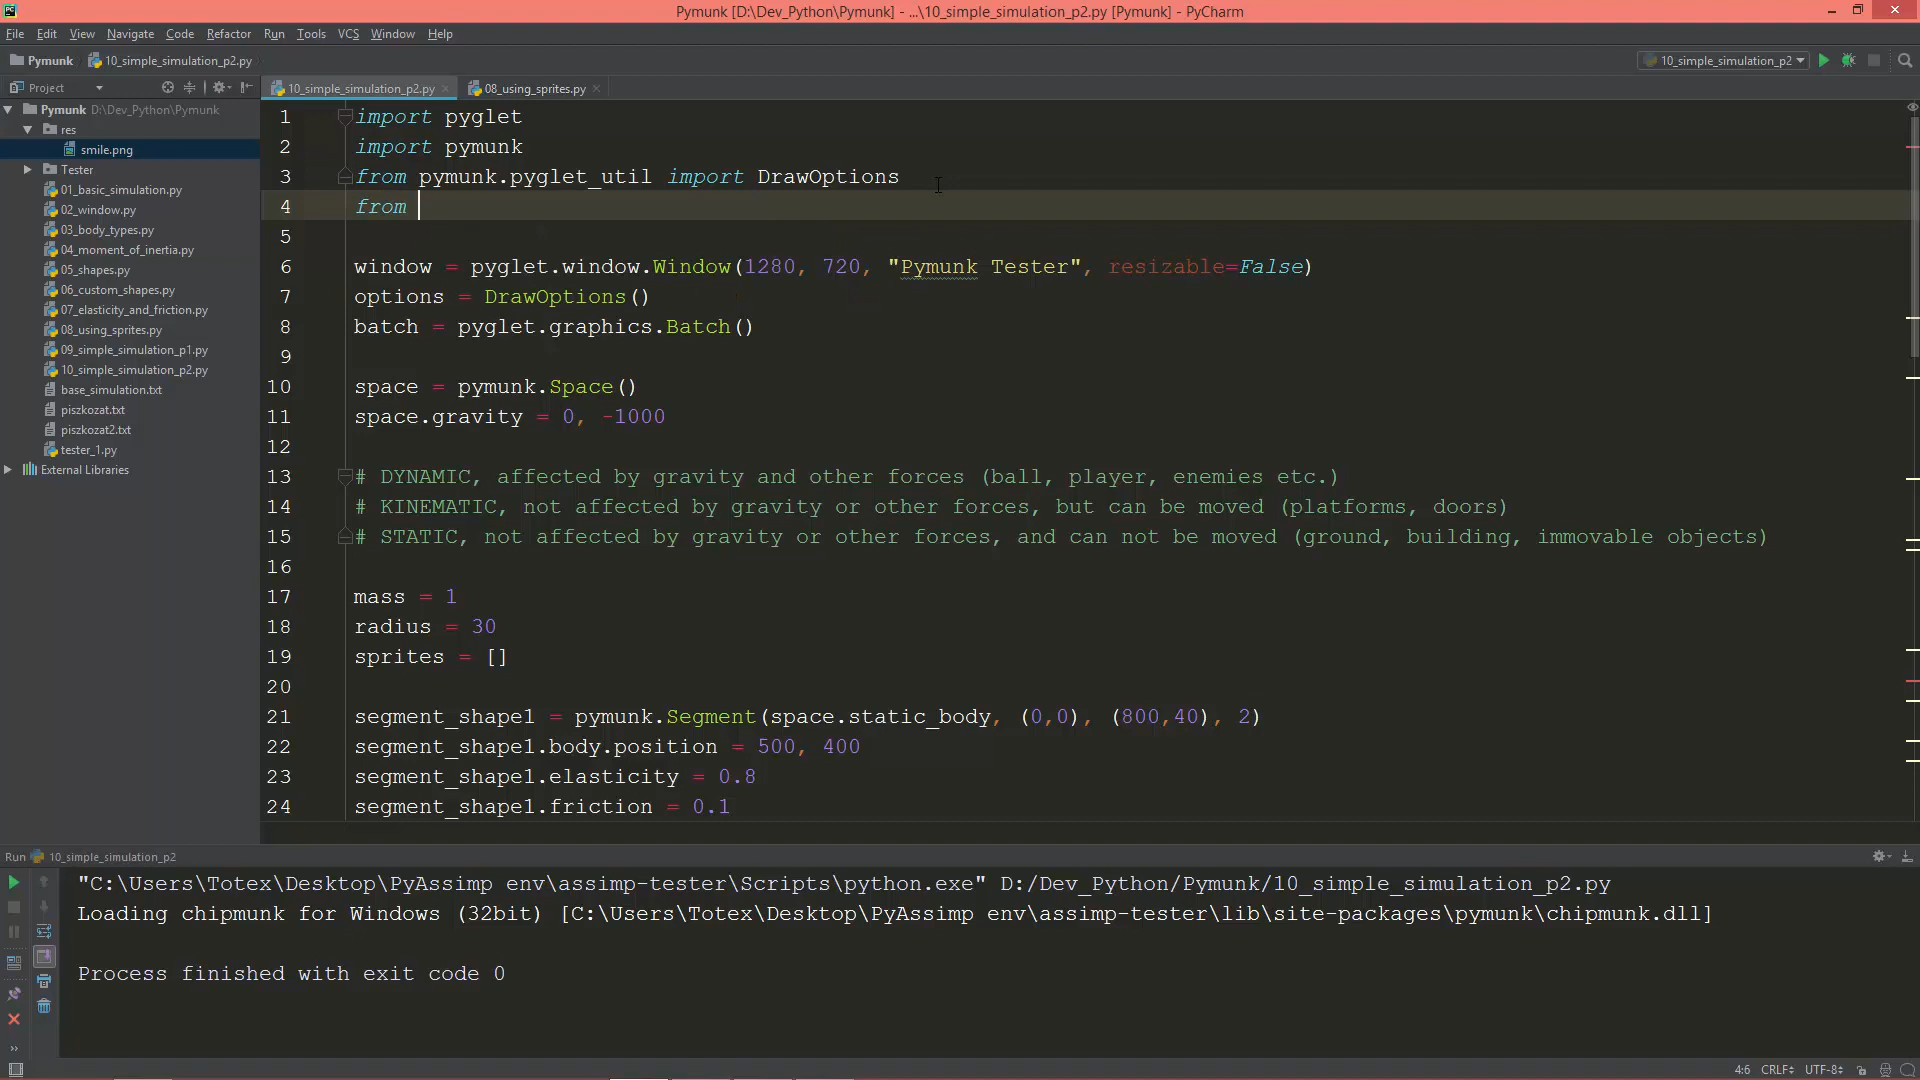 Pymunk [D:\Dev_Python\Pymunk] - ...\10_simple_simulation_p2.py [Pymunk] - PyCharm
File Edit View Navigate Code Refactor Run Tools VCS Window Help
Pymunk 10_simple_simulation_p2.py 10_simple_simulation_p2
Project 10_simple_simulation_p2.py 08_using_sprites.py
Pymunk D:\Dev_Python\Pymunk
res
smile.png
Tester
01_basic_simulation.py
02_window.py
03_body_types.py
04_moment_of_inertia.py
05_shapes.py
06_custom_shapes.py
07_elasticity_and_friction.py
08_using_sprites.py
09_simple_simulation_p1.py
10_simple_simulation_p2.py
base_simulation.txt
piszkozat.txt
piszkozat2.txt
tester_1.py
External Libraries
1 import pyglet
2 import pymunk
3 from pymunk.pyglet_util import DrawOptions
4 from
5
6 window = pyglet.window.Window(1280, 720, "Pymunk Tester", resizable=False)
7 options = DrawOptions()
8 batch = pyglet.graphics.Batch()
9
10 space = pymunk.Space()
11 space.gravity = 0, -1000
12
13 # DYNAMIC, affected by gravity and other forces (ball, player, enemies etc.)
14 # KINEMATIC, not affected by gravity or other forces, but can be moved (platforms, doors)
15 # STATIC, not affected by gravity or other forces, and can not be moved (ground, building, immovable objects)
16
17 mass = 1
18 radius = 30
19 sprites = []
20
21 segment_shape1 = pymunk.Segment(space.static_body, (0,0), (800,40), 2)
22 segment_shape1.body.position = 500, 400
23 segment_shape1.elasticity = 0.8
24 segment_shape1.friction = 0.1
Run 10_simple_simulation_p2
"C:\Users\Totex\Desktop\PyAssimp env\assimp-tester\Scripts\python.exe" D:/Dev_Python/Pymunk/10_simple_simulation_p2.py
Loading chipmunk for Windows (32bit) [C:\Users\Totex\Desktop\PyAssimp env\assimp-tester\lib\site-packages\pymunk\chipmunk.dll]
Process finished with exit code 0
4:6 CRLF UTF-8